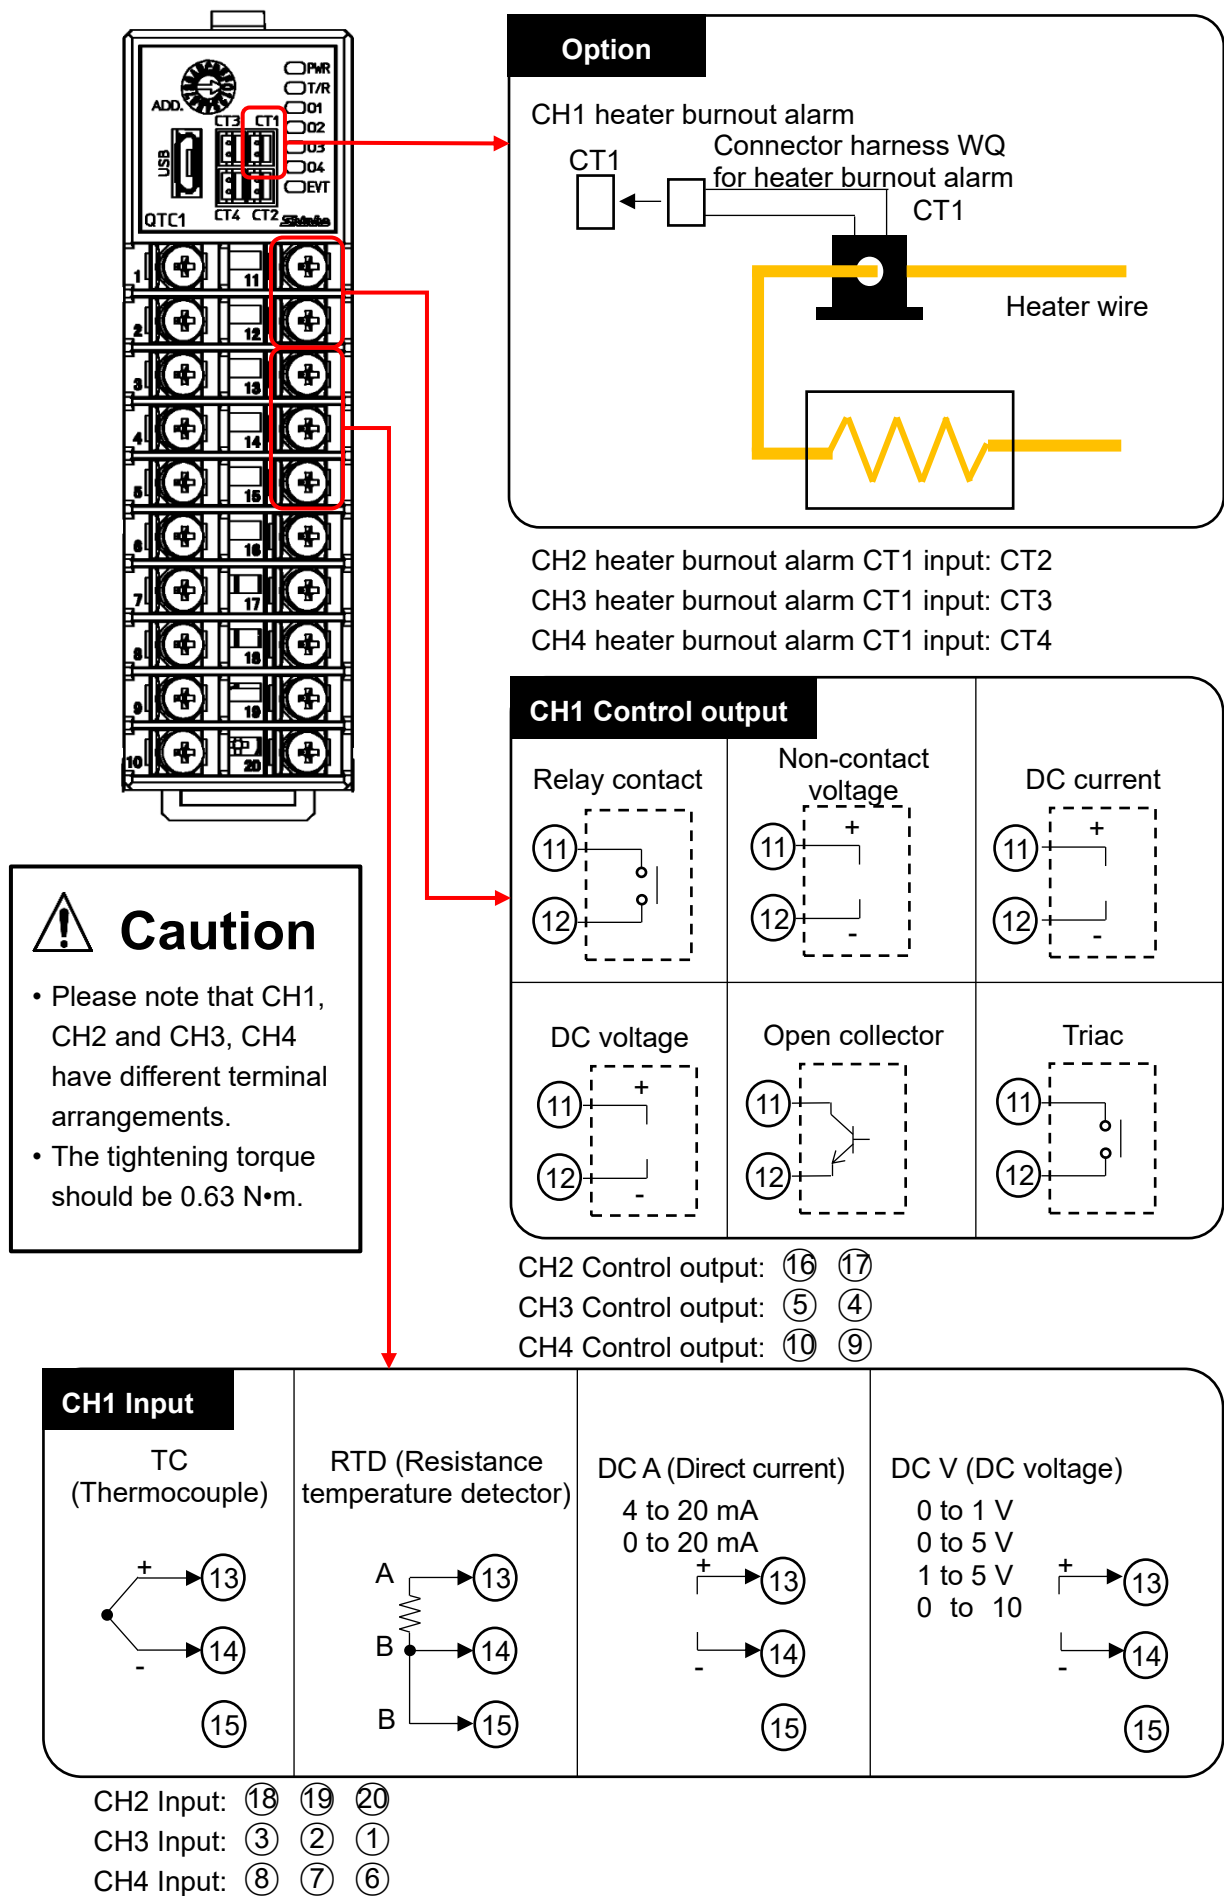 PWR
T/R
ADD.
O1
CT3 CT1
O2
O3
USB
O4
EVT
QTC1
CT4 CT2
Shinko
1 11
2 12
3 13
4 14
5 15
6 16
7 17
8 18
9 19
10 20
Option
CH1 heater burnout alarm
CT1
Connector harness WQ
for heater burnout alarm
CT1
Heater wire
CH2 heater burnout alarm CT1 input: CT2
CH3 heater burnout alarm CT1 input: CT3
CH4 heater burnout alarm CT1 input: CT4
Caution
• Please note that CH1,
CH2 and CH3, CH4
have different terminal
arrangements.
• The tightening torque
should be 0.63 N•m.
CH1 Control output
Relay contact
11
12
Non-contact
voltage
11 +
12 -
DC current
11 +
12 -
DC voltage
11 +
12 -
Open collector
11
12
Triac
11
12
CH2 Control output: ⑯ ⑰
CH3 Control output: ⑤ ④
CH4 Control output: ⑩ ⑨
CH1 Input
TC
(Thermocouple)
+ 13
- 14
15
RTD (Resistance
temperature detector)
A 13
B 14
B 15
DC A (Direct current)
4 to 20 mA
0 to 20 mA
+ 13
- 14
15
DC V (DC voltage)
0 to 1 V
0 to 5 V
1 to 5 V
0 to 10
+ 13
- 14
15
CH2 Input: ⑱ ⑲ ⑳
CH3 Input: ③ ② ①
CH4 Input: ⑧ ⑦ ⑥